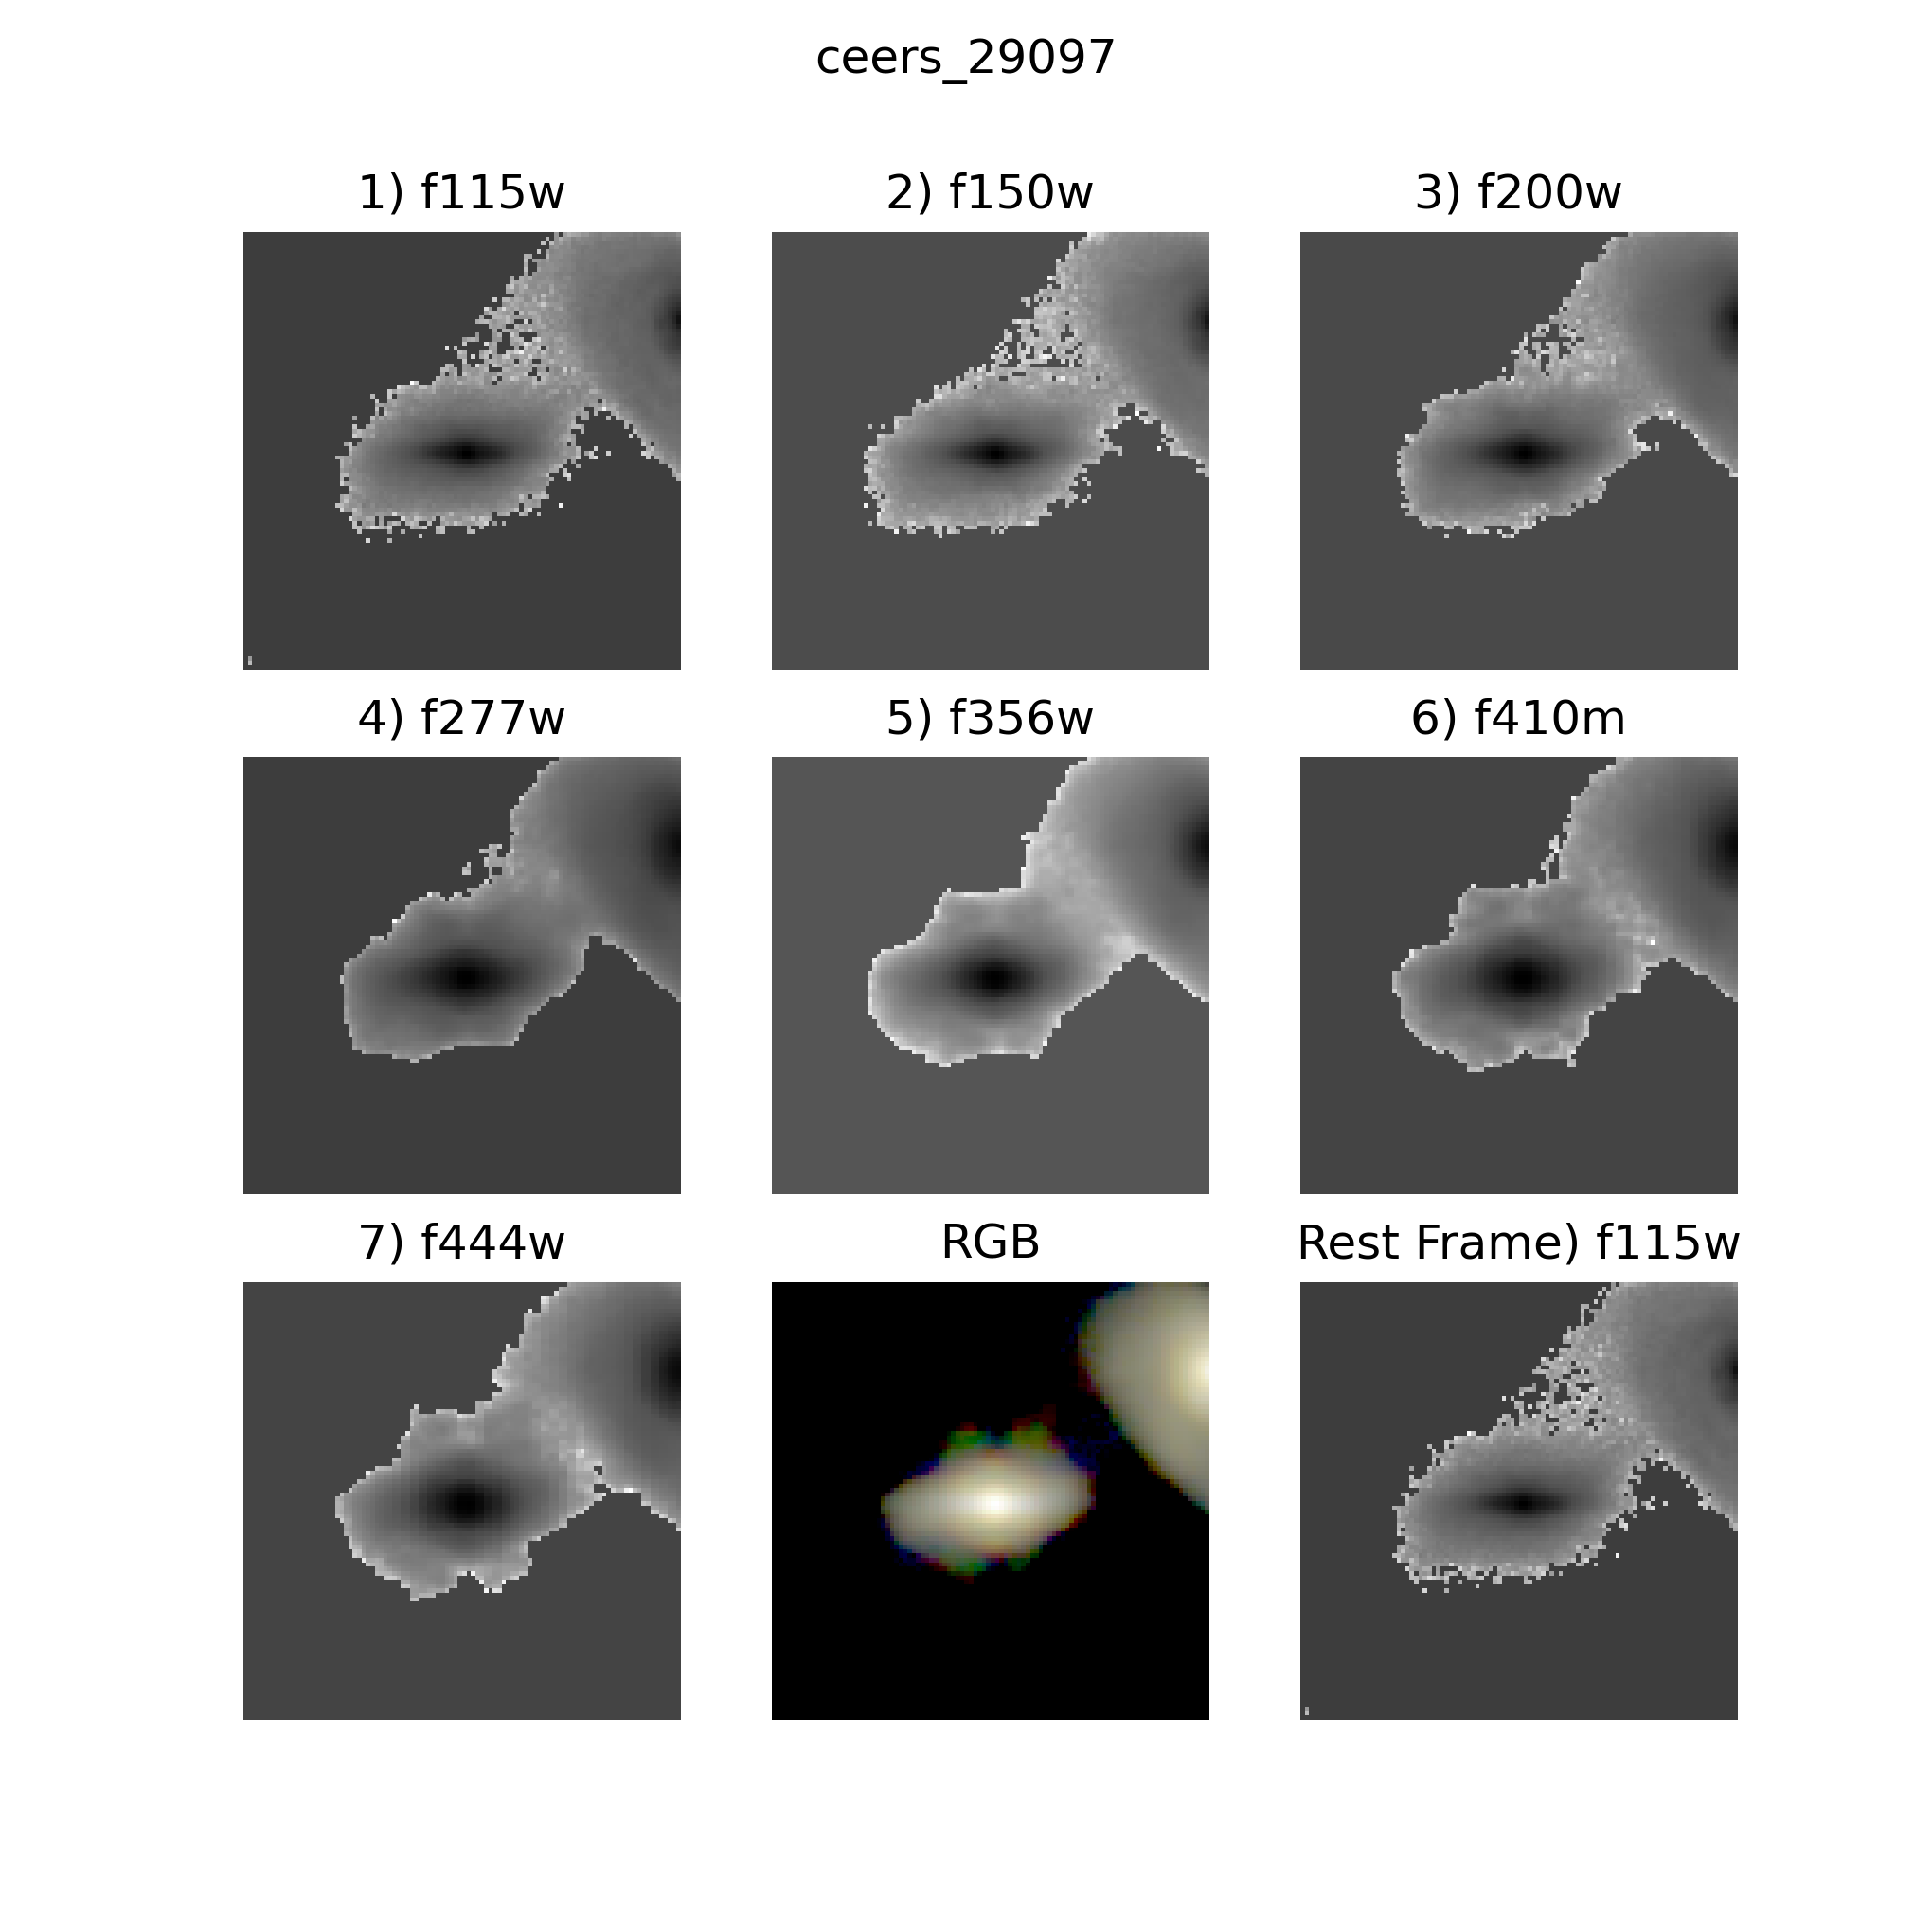 ceers_29097
1) f115w
2) f150w
3) f200w
4) f277w
5) f356w
6) f410m
7) f444w
RGB
Rest Frame) f115w